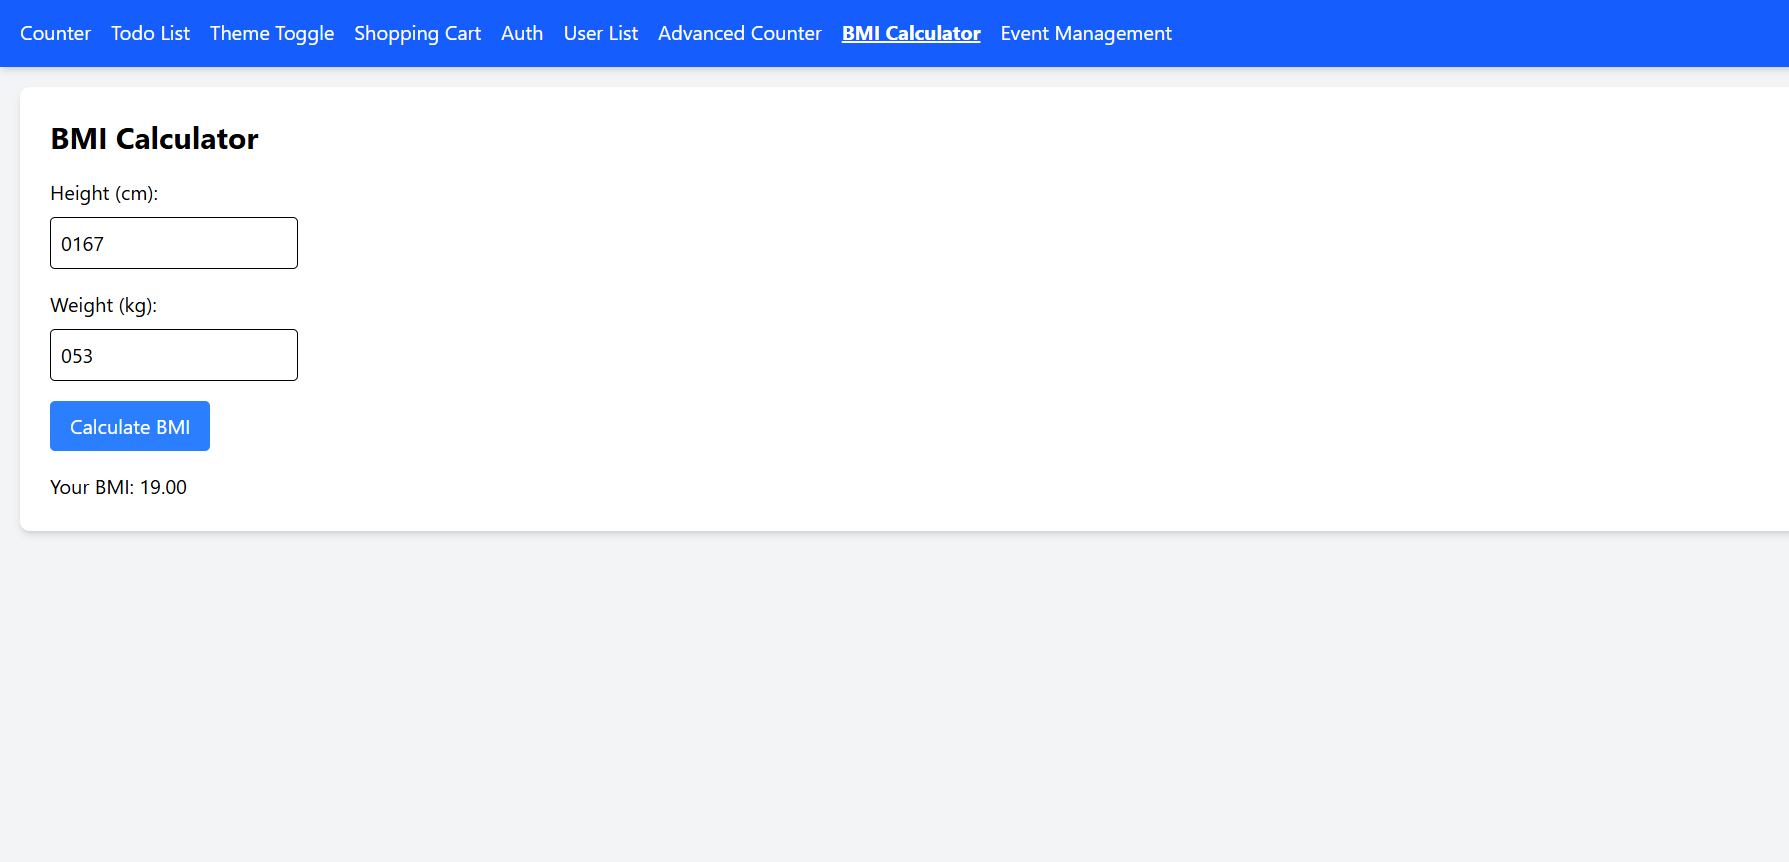 Counter Todo List Theme Toggle Shopping Cart Auth User List Advanced Counter BMI Calculator Event Management
BMI Calculator
Height (cm):
0167
Weight (kg):
053
Calculate BMI
Your BMI: 19.00